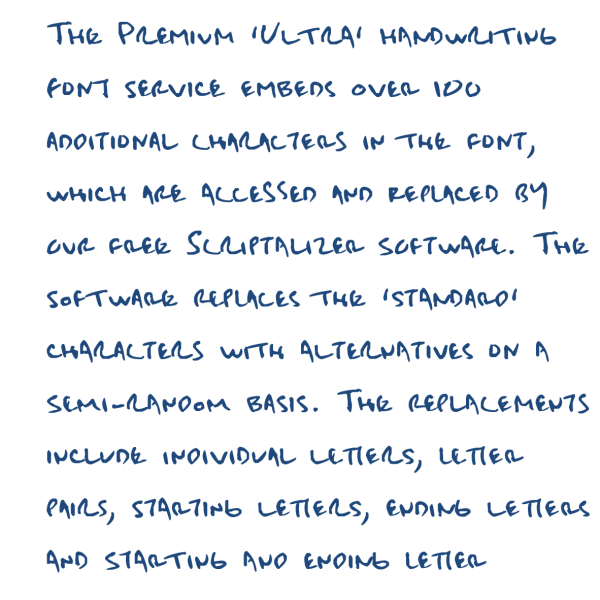 The Premium 'Ultra' handwriting
font service embeds over 100
additional characters in the font,
which are accessed and replaced by
our free Scriptalizer software. The
software replaces the 'standard'
characters with alternatives on a
semi-random basis. The replacements
include individual letters, letter
pairs, starting letters, ending letters
and starting and ending letter